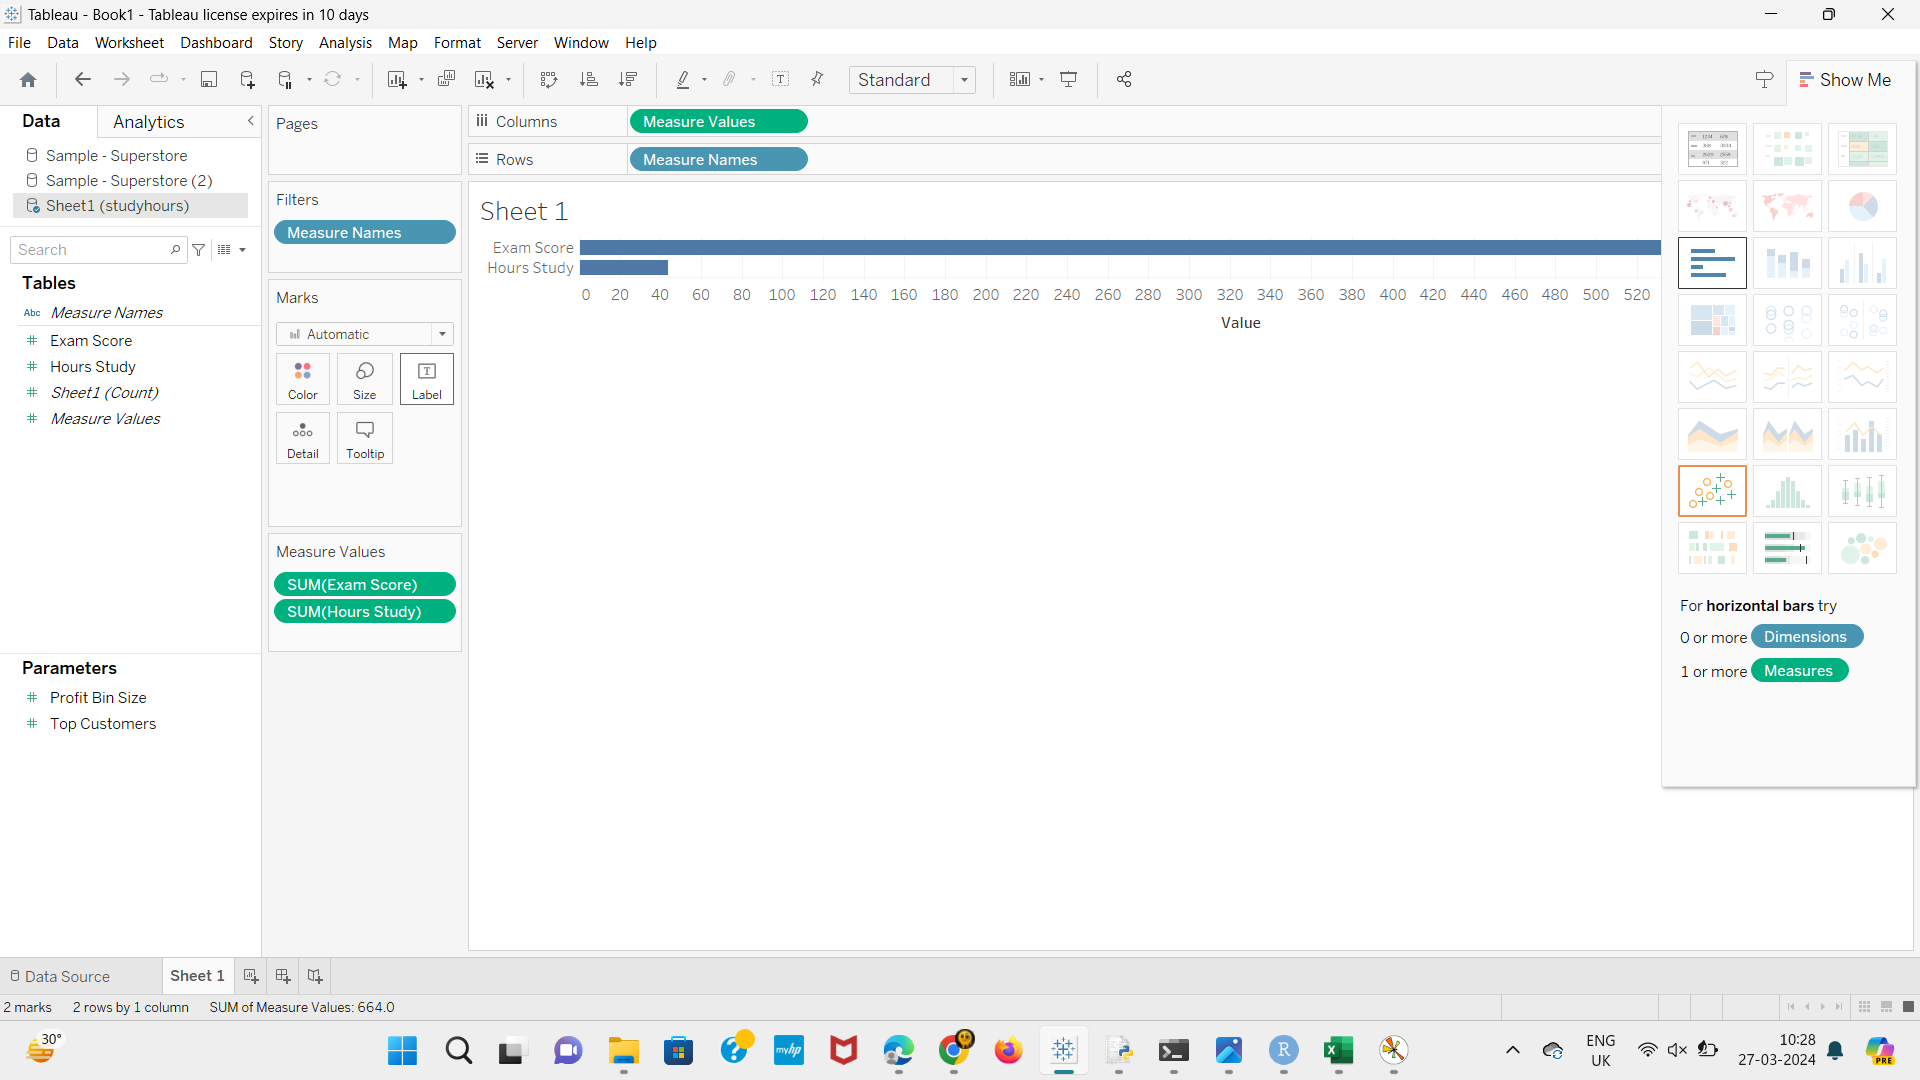 Tableau - Book1 - Tableau license expires in 10 days
File Data Worksheet Dashboard Story Analysis Map Format Server Window Help
Standard
Show Me
Data
Analytics
Sample - Superstore
Sample - Superstore (2)
Sheet1 (studyhours)
Search
Tables
Abc Measure Names
Exam Score
Hours Study
Sheet1 (Count)
Measure Values
Parameters
Profit Bin Size
Top Customers
Pages
Filters
Measure Names
Marks
Automatic
Color Size Label
Detail Tooltip
Measure Values
SUM(Exam Score)
SUM(Hours Study)
Columns Measure Values
Rows Measure Names
Sheet 1
Exam Score
Hours Study
0 20 40 60 80 100 120 140 160 180 200 220 240 260 280 300 320 340 360 380 400 420 440 460 480 500 520
Value
For horizontal bars try
0 or more Dimensions
1 or more Measures
Data Source Sheet 1
2 marks 2 rows by 1 column SUM of Measure Values: 664.0
30°
myhp
ENG
UK
10:28
27-03-2024
PRE